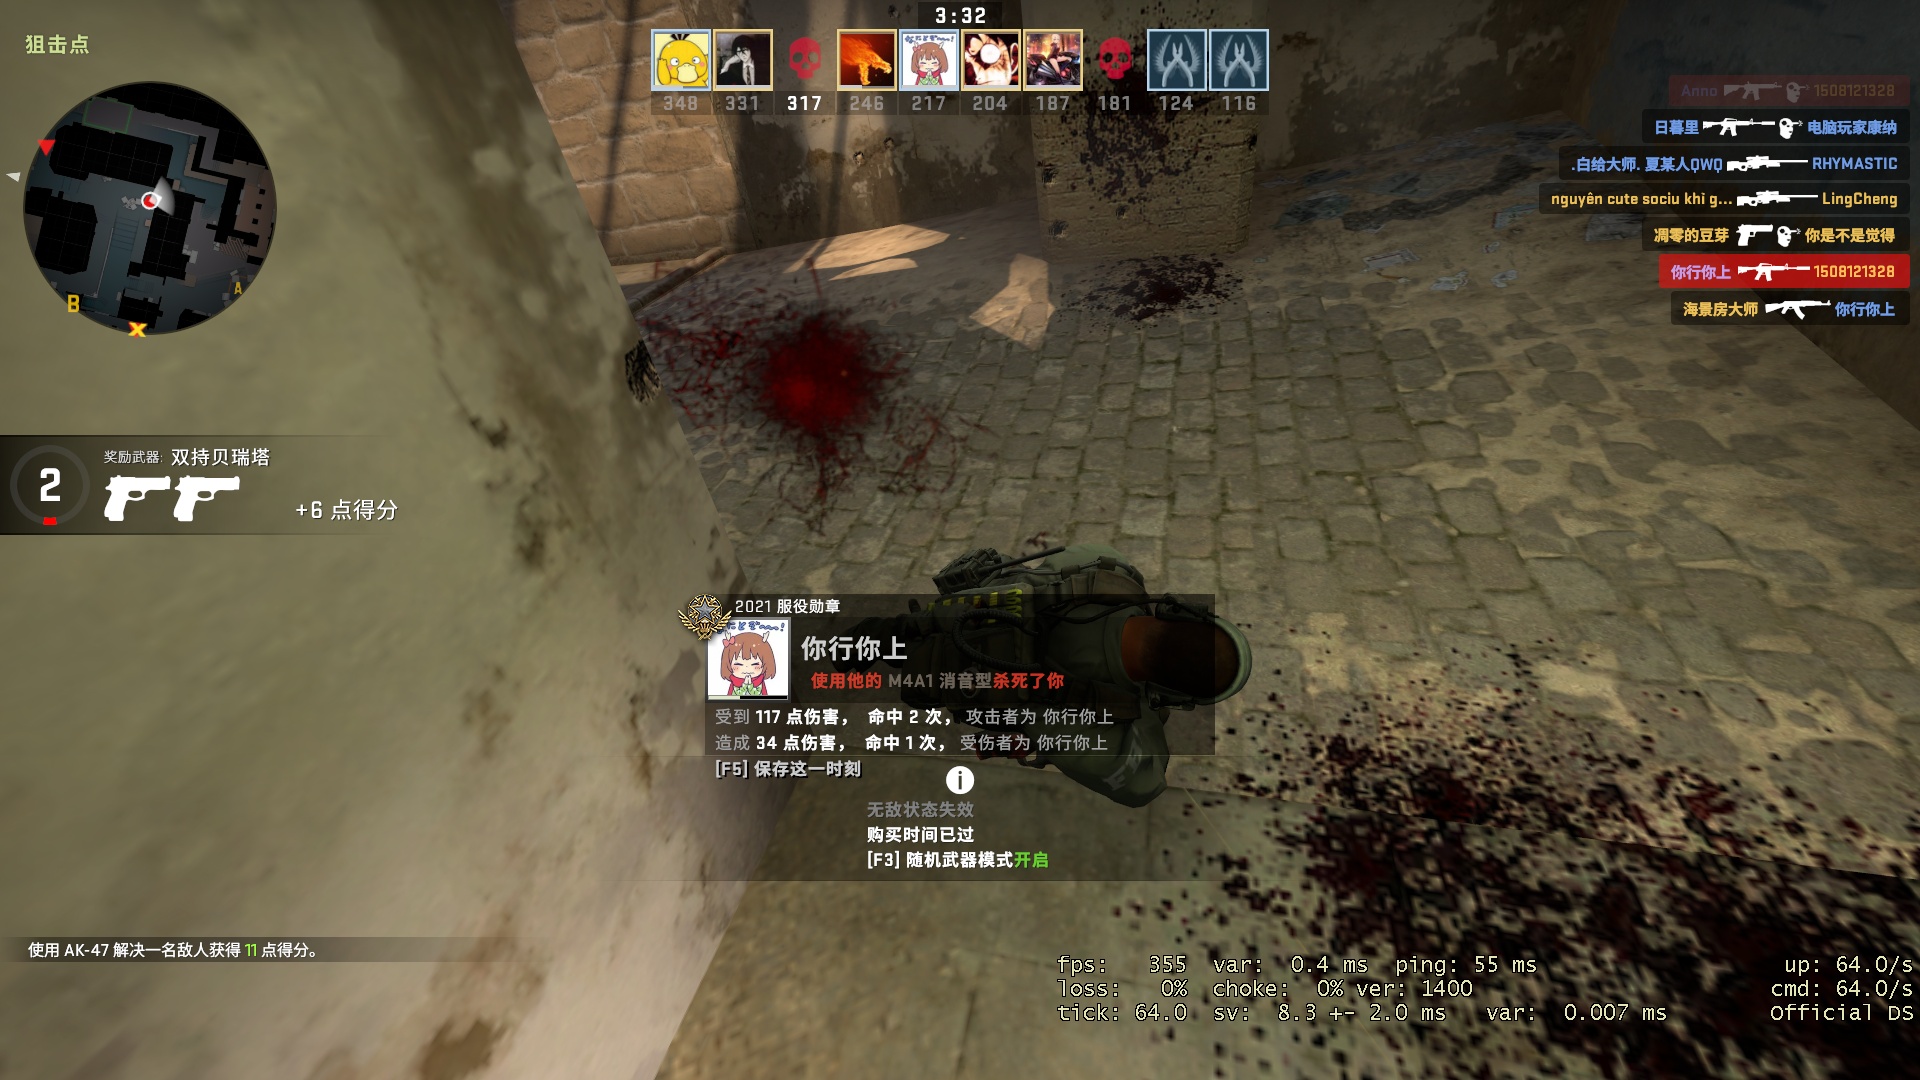 3:32
狙击点
348 331 317 246 217 204 187 181 124 116
Anno 1508121328
日暮里 电脑玩家康纳
.白给大师. 夏某人QWQ RHYMASTIC
nguyên cute sociu khỉ g... LingCheng
凋零的豆芽 你是不是觉得
你行你上 1508121328
海景房大师 你行你上
A
B
X
2
奖励武器: 双持贝瑞塔
+6 点得分
2021 服役勋章
你行你上
使用他的 M4A1 消音型杀死了你
受到 117 点伤害， 命中 2 次， 攻击者为 你行你上
造成 34 点伤害， 命中 1 次， 受伤者为 你行你上
[F5] 保存这一时刻
i
无敌状态失效
购买时间已过
[F3] 随机武器模式开启
使用 AK-47 解决一名敌人获得 11 点得分。
fps: 355 var: 0.4 ms ping: 55 ms up: 64.0/s
loss: 0% choke: 0% ver: 1400 cmd: 64.0/s
tick: 64.0 sv: 8.3 +- 2.0 ms var: 0.007 ms Official DS